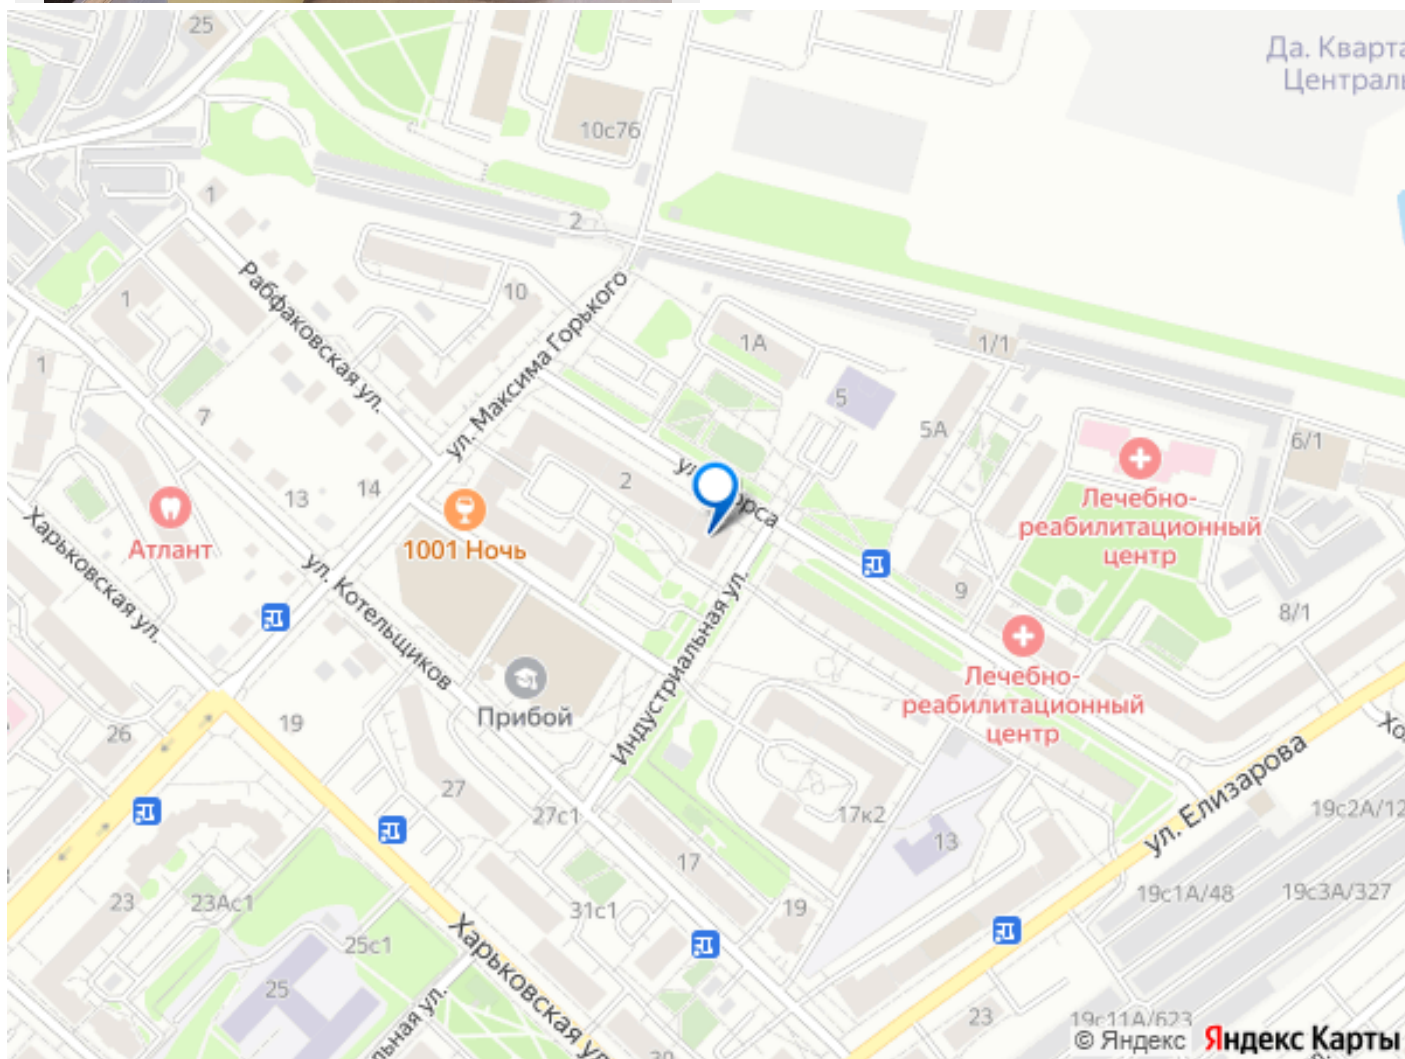 25
Да. Кварта
Централь
10с76
1
2
Рабфаковская ул.
10
ул. Максима Горького
1
1А
1/1
1
5
7
5А
6/1
2
14
13
Лечебно-
реабилитационный
центр
1001 Ночь
Атлант
Харьковская ул.
ул. Котельщиков
9
8/1
Индустриальная ул.
Лечебно-
реабилитационный
центр
Прибой
19
26
27
27с1
17к2
13
ул. Елизарова
19с2А/12
17
19с1А/48
19с3А/327
23
23Ас1
31с1
19
25с1
Харьковская ул.
25
23
19с11А/623
© Яндекс Яндекс Карты